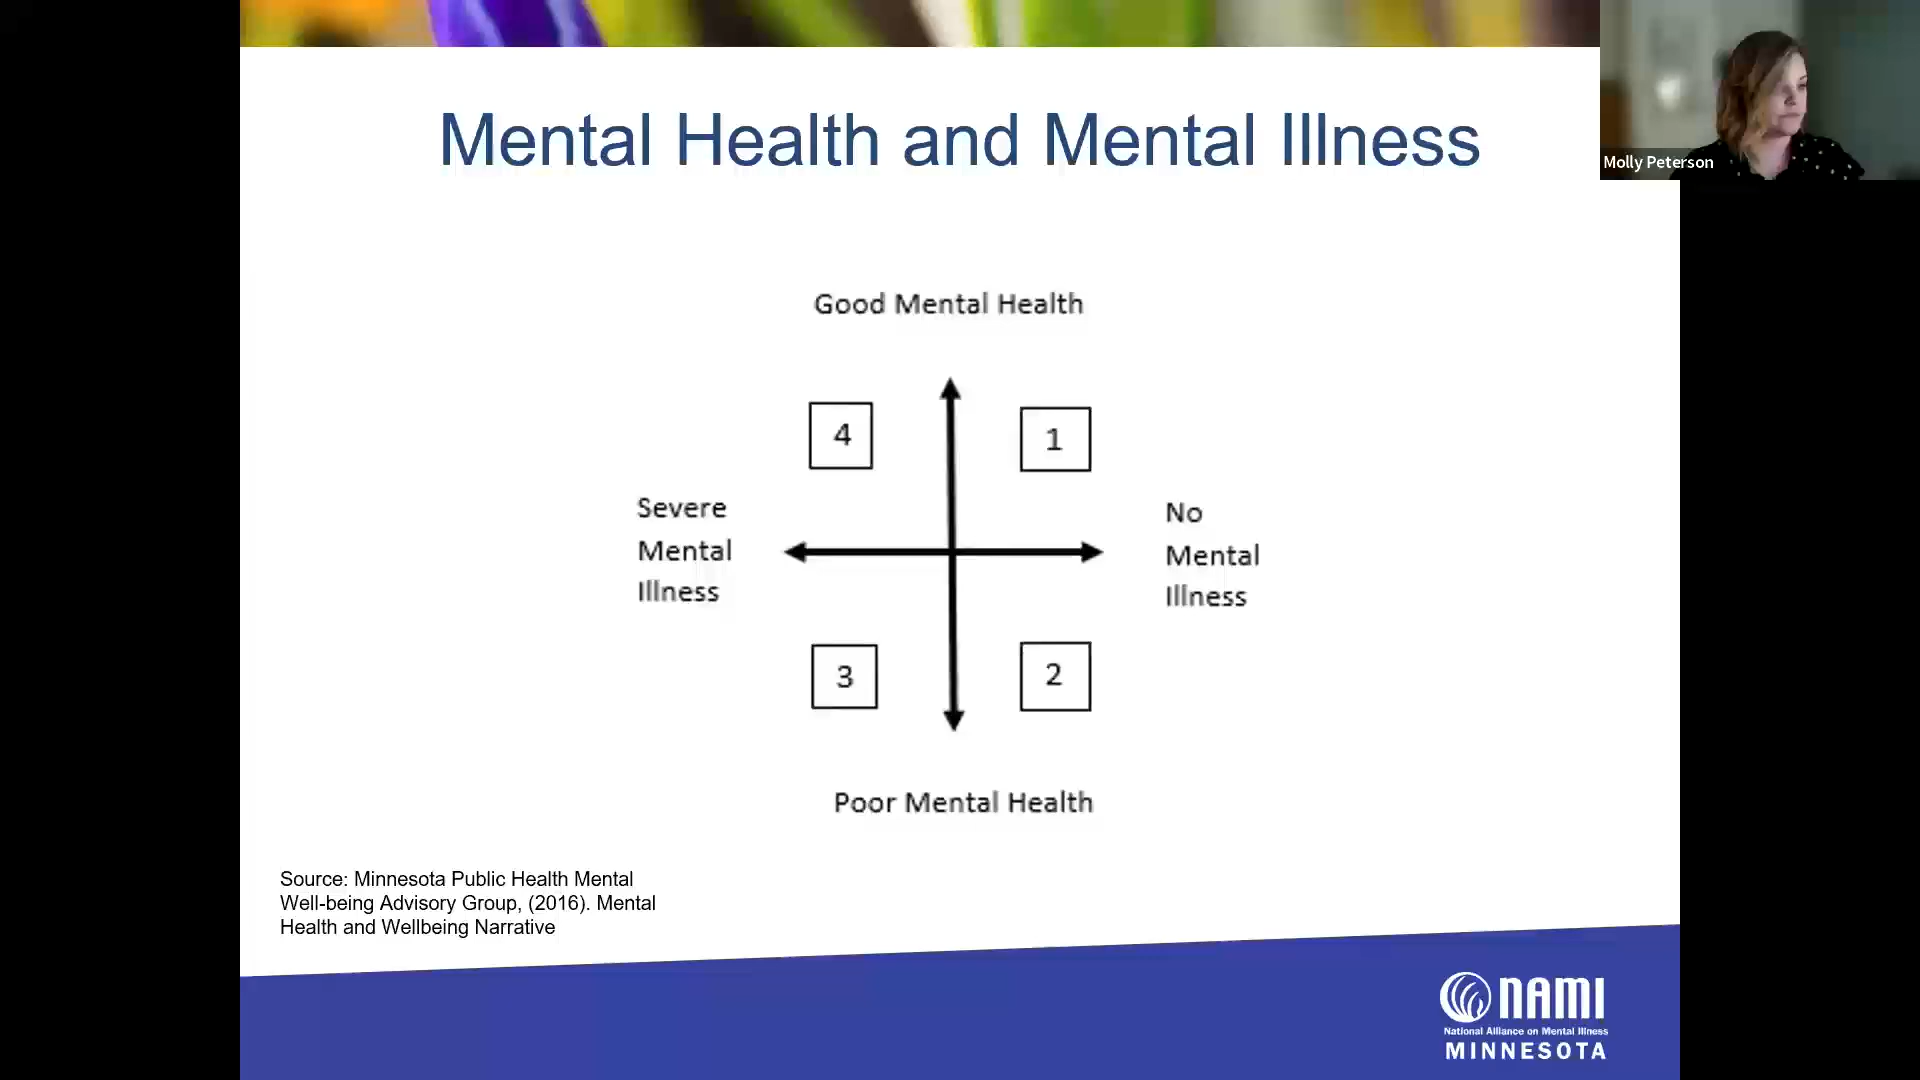 Mental Health and Mental Illness
Molly Peterson
Good Mental Health
4
1
Severe
Mental
Illness
No
Mental
Illness
3
2
Poor Mental Health
Source: Minnesota Public Health Mental
Well-being Advisory Group, (2016). Mental
Health and Wellbeing Narrative
NAMI
National Alliance on Mental Illness
MINNESOTA